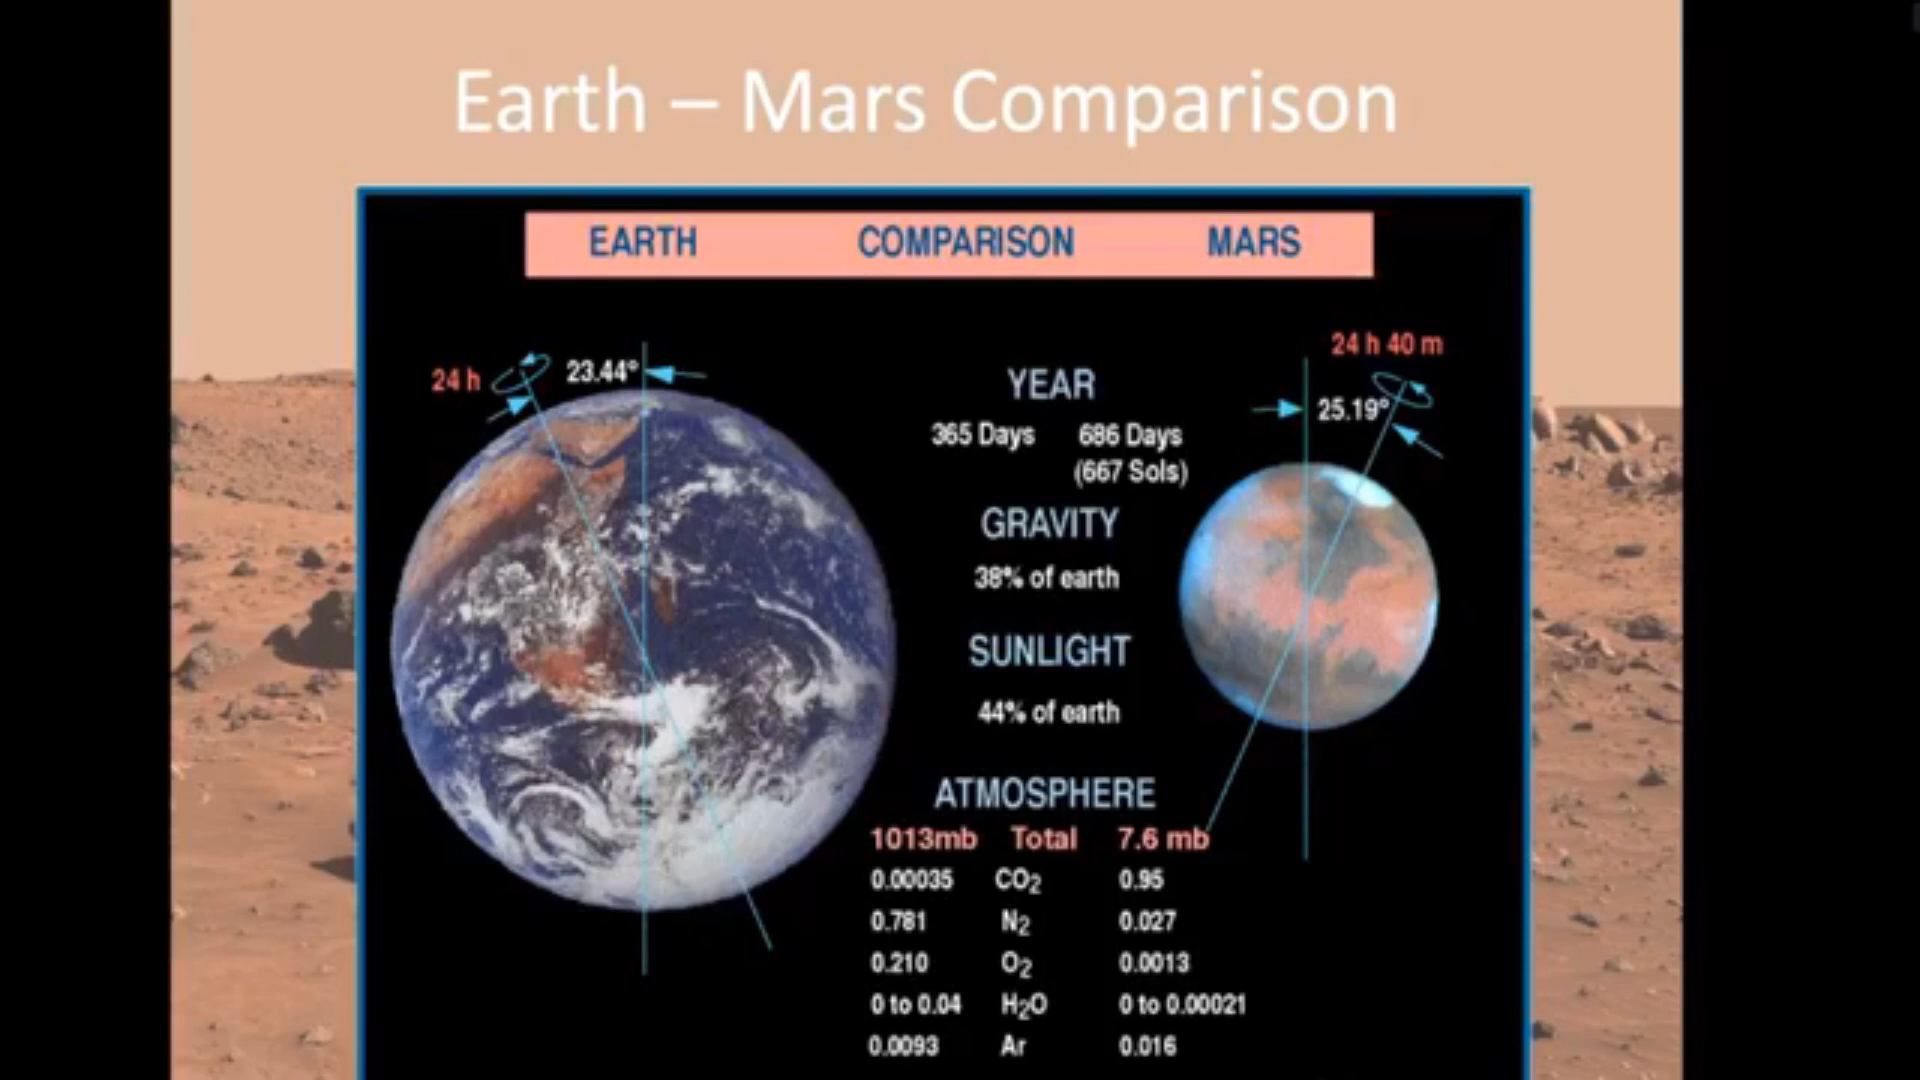 Earth – Mars Comparison
EARTH COMPARISON MARS
24 h 40 m
24 h 23.44°
YEAR
25.19°
365 Days 686 Days
(667 Sols)
GRAVITY
38% of earth
SUNLIGHT
44% of earth
ATMOSPHERE
1013mb Total 7.6 mb
0.00035 CO₂ 0.95
0.781 N₂ 0.027
0.210 O₂ 0.0013
0 to 0.04 H₂O 0 to 0.00021
0.0093 Ar 0.016